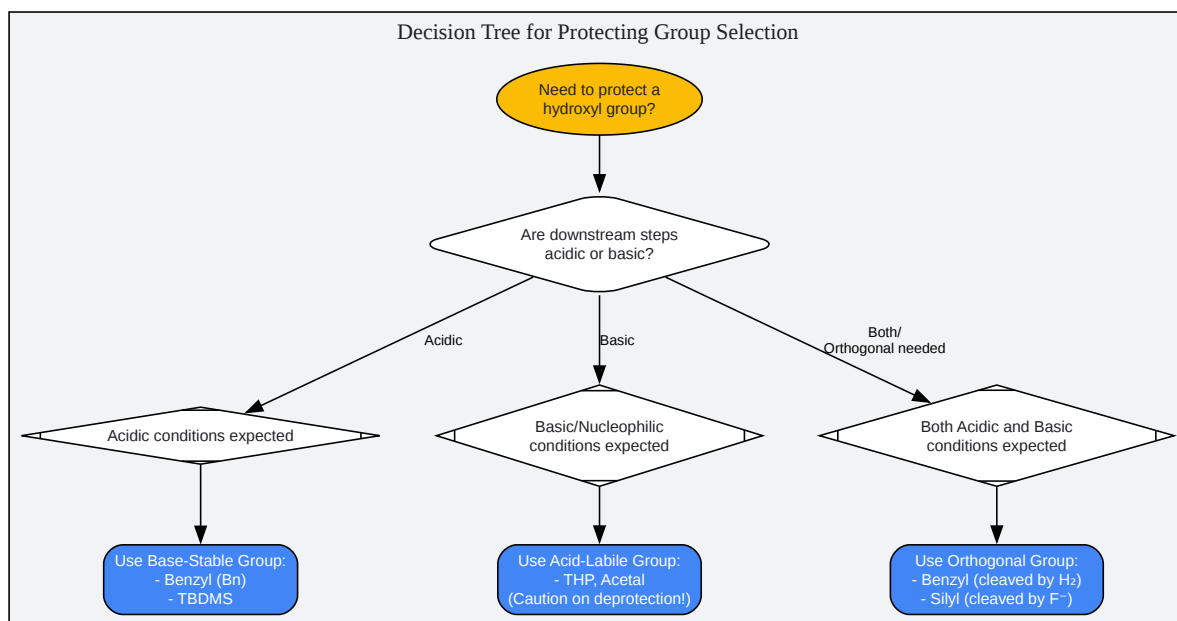 Decision Tree for Protecting Group Selection
Need to protect a
hydroxyl group?
Are downstream steps
acidic or basic?
Acidic
Basic
Both/
Orthogonal needed
Acidic conditions expected
Basic/Nucleophilic
conditions expected
Both Acidic and Basic
conditions expected
Use Base-Stable Group:
- Benzyl (Bn)
- TBDMS
Use Acid-Labile Group:
- THP, Acetal
(Caution on deprotection!)
Use Orthogonal Group:
- Benzyl (cleaved by H₂)
- Silyl (cleaved by F⁻)